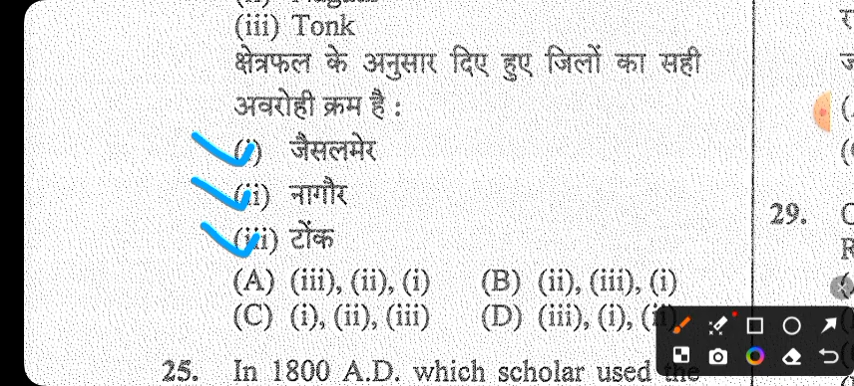 (iii) Tonk
क्षेत्रफल के अनुसार दिए हुए जिलों का सही
अवरोही क्रम है :
(i) जैसलमेर
(ii) नागौर
(iii) टोंक
(A) (iii), (ii), (i) (B) (ii), (iii), (i)
(C) (i), (ii), (iii) (D) (iii), (i), (ii)
29.
25. In 1800 A.D. which scholar used the